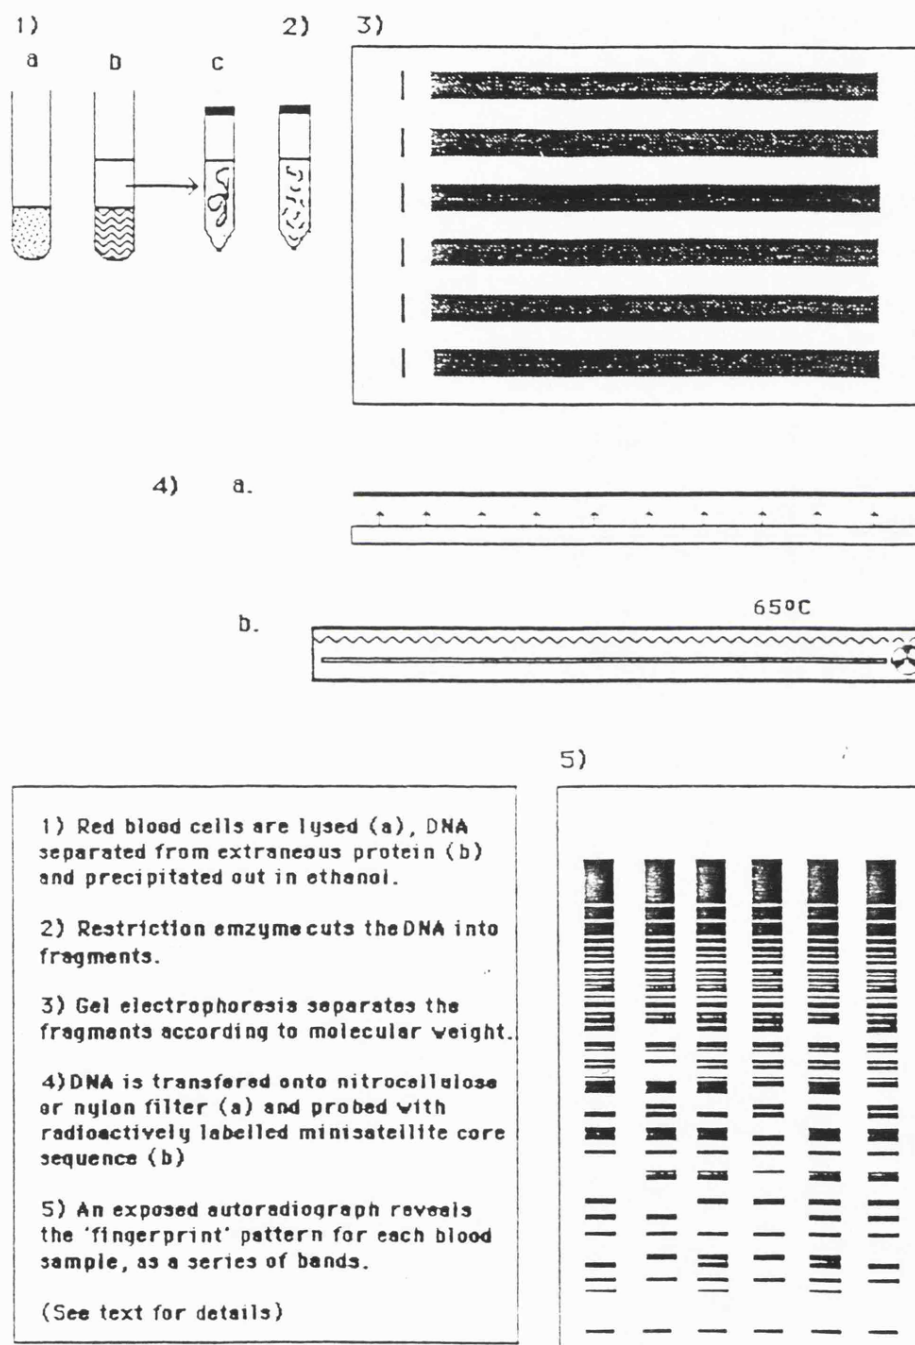 1)
2)
3)
a
b
c
4) a.
b.
65ºC
5)
1) Red blood cells are lysed (a), DNA
separated from extraneous protein (b)
and precipitated out in ethanol.
2) Restriction emzyme cuts the DNA into
fragments.
3) Gel electrophoresis separates the
fragments according to molecular weight.
4) DNA is transfered onto nitrocellulose
or nylon filter (a) and probed with
radioactively labelled minisatellite core
sequence (b)
5) An exposed autoradiograph reveals
the 'fingerprint' pattern for each blood
sample, as a series of bands.
(See text for details)